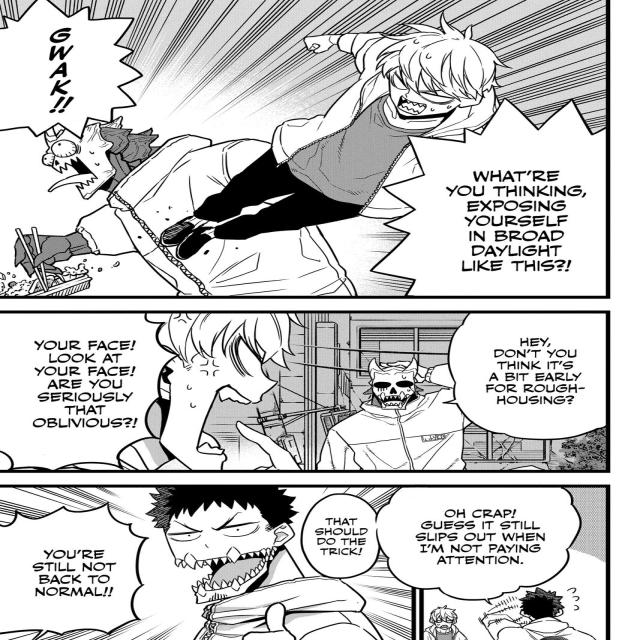 WHAT'RE
YOU THINKING,
EXPOSING
YOURSELF
IN BROAD
DAYLIGHT
LIKE THIS?!
GWAK!!
HEY,
DON'T YOU
THINK IT'S
A BIT EARLY
FOR ROUGH-
HOUSING?
YOUR FACE!
LOOK AT
YOUR FACE!
ARE YOU
SERIOUSLY
THAT
OBLIVIOUS?!
OH CRAP!
GUESS IT STILL
SLIPS OUT WHEN
I'M NOT PAYING
ATTENTION.
THAT
SHOULD
DO THE
TRICK!
YOU'RE
STILL NOT
BACK TO
NORMAL!!